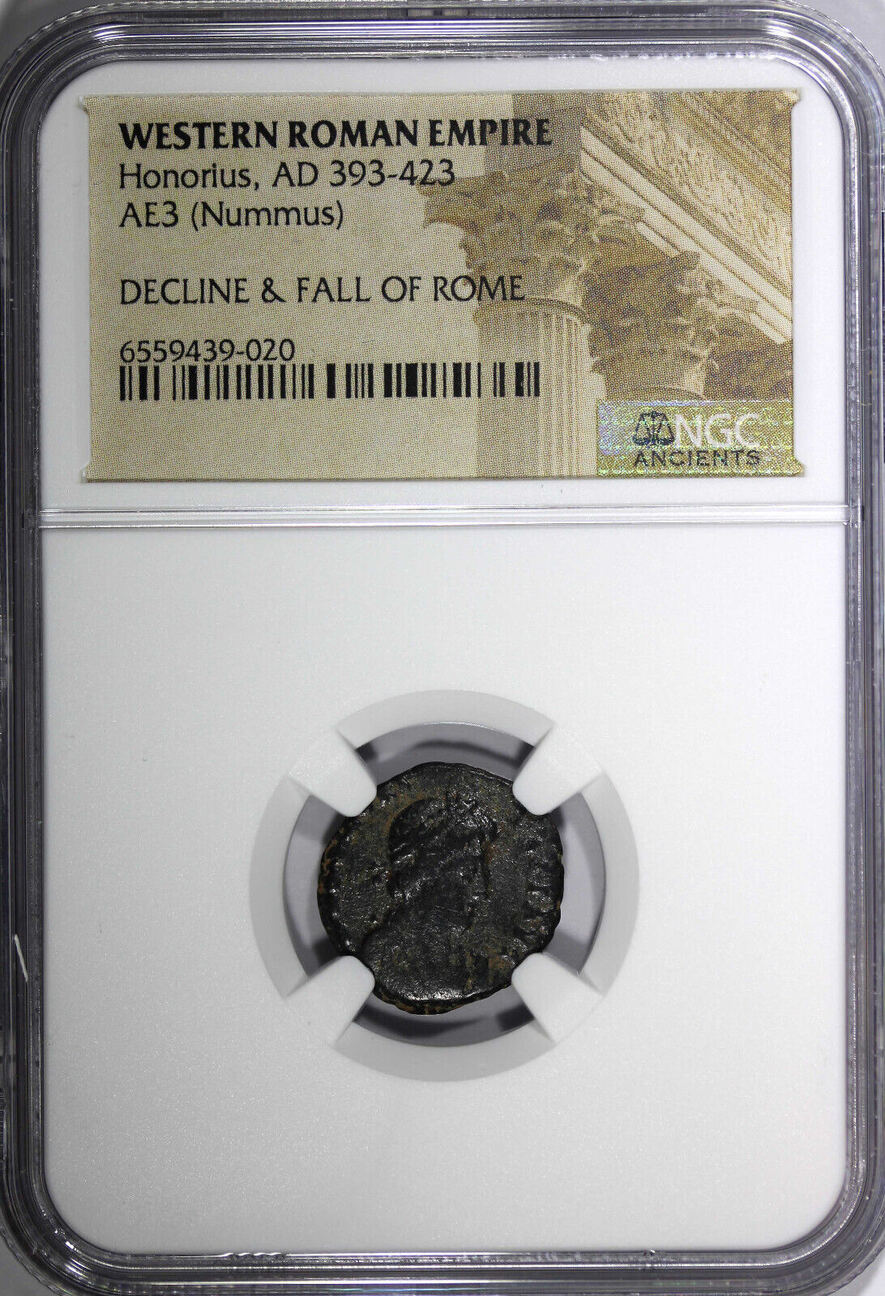 WESTERN ROMAN EMPIRE
Honorius, AD 393-423
AE3 (Nummus)
DECLINE & FALL OF ROME
6559439-020
NGC
ANCIENTS